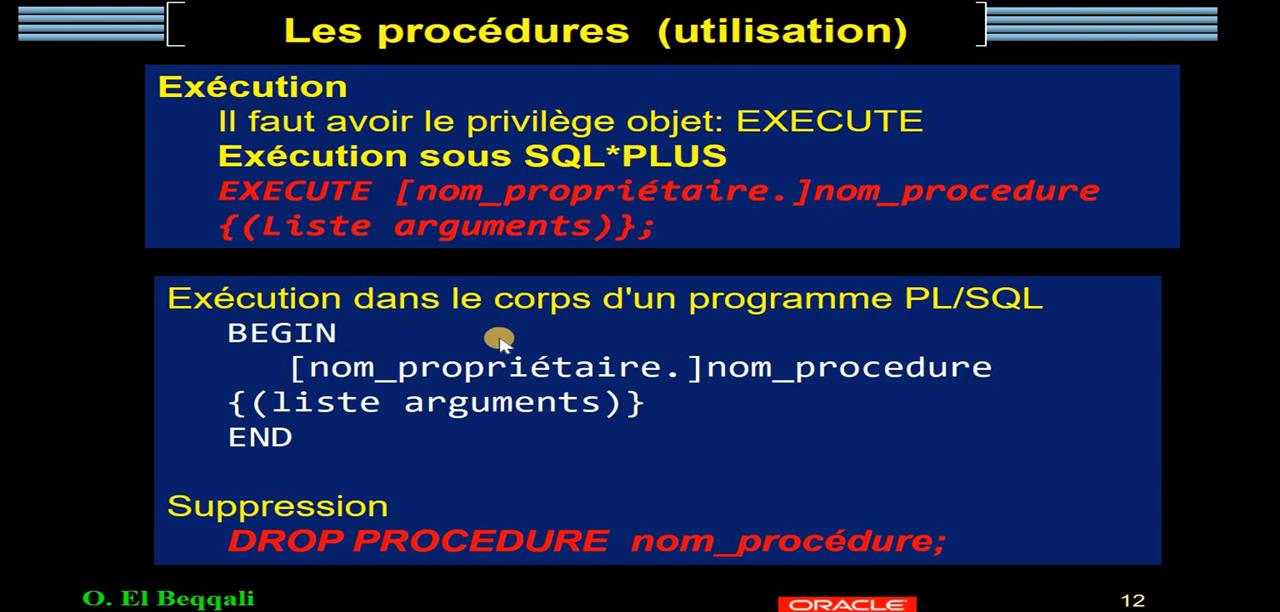 Les procédures (utilisation)
Exécution
Il faut avoir le privilège objet: EXECUTE
Exécution sous SQL*PLUS
EXECUTE [nom_propriétaire.]nom_procedure
{(Liste arguments)};
Exécution dans le corps d'un programme PL/SQL
BEGIN
[nom_propriétaire.]nom_procedure
{(liste arguments)}
END
Suppression
DROP PROCEDURE nom_procédure;
O. El Beqqali
ORACLE
12